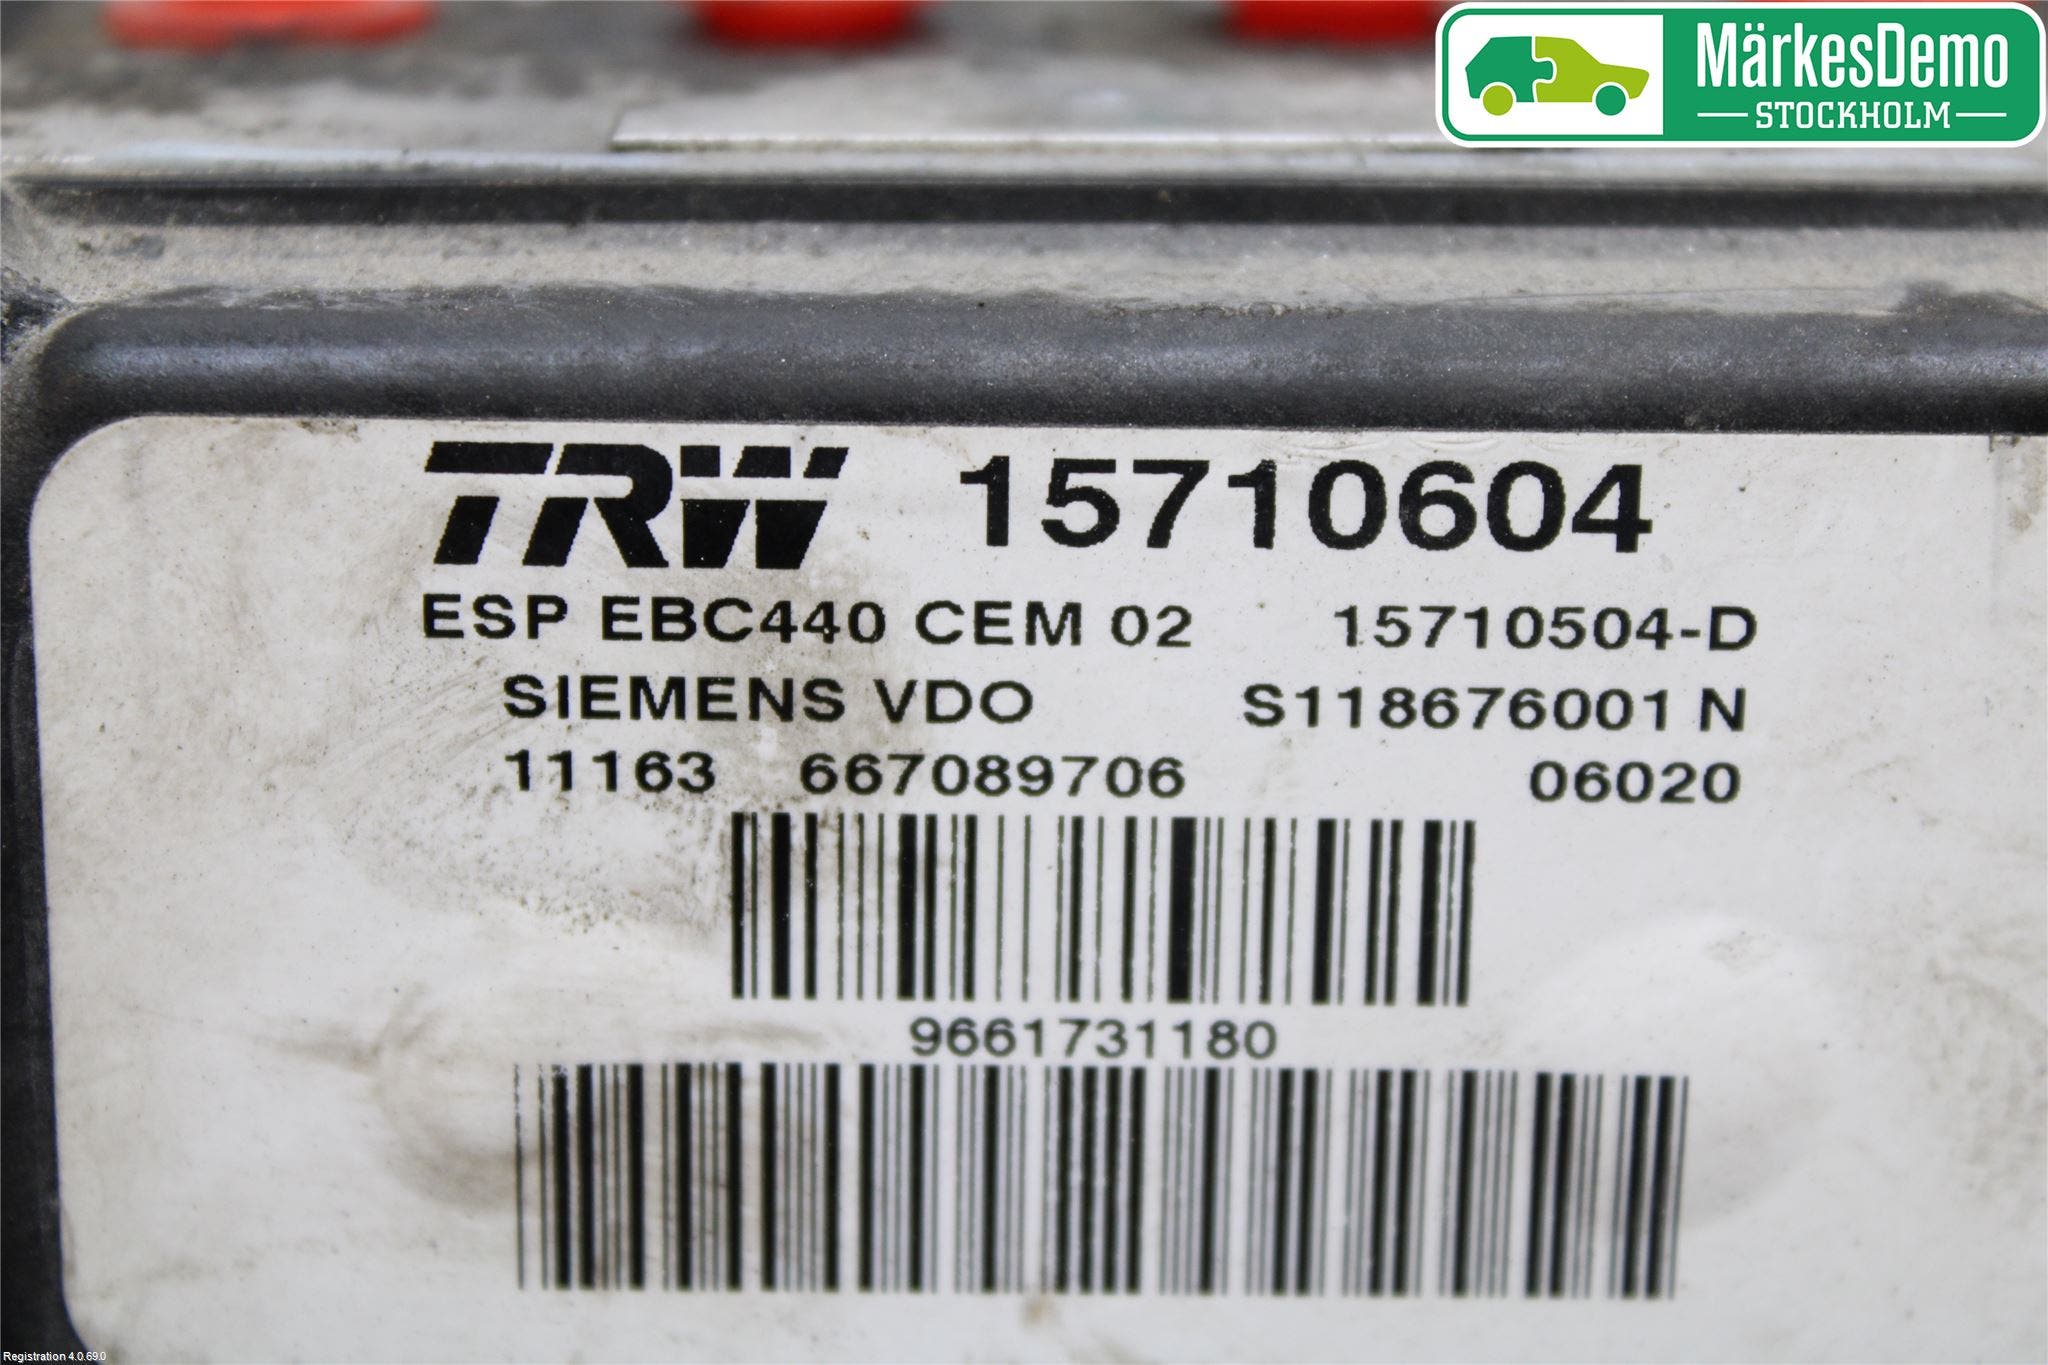 MärkesDemo
STOCKHOLM
TRW 15710604
ESP EBC440 CEM 02 15710504-D
SIEMENS VDO S118676001 N
11163 667089706 06020
9661731180
Registration 4.0.69.0